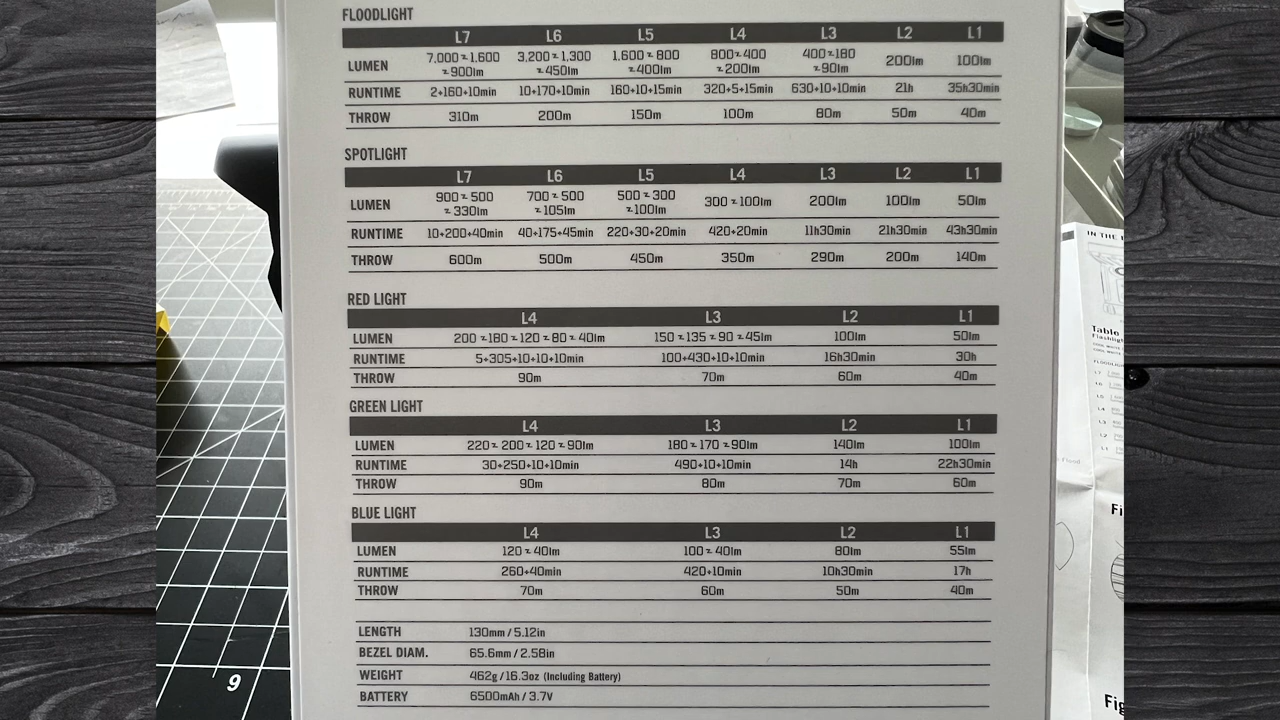 FLOODLIGHT
L7 L6 L5 L4 L3 L2 L1
LUMEN 7,000 ⁓ 1,600 ⁓ 900lm 3,200 ⁓ 1,300 ⁓ 450lm 1,600 ⁓ 800 ⁓ 400lm 800 ⁓ 400 ⁓ 200lm 400 ⁓ 180 ⁓ 90lm 200lm 100lm
RUNTIME 2+160+10min 10+170+10min 160+10+15min 320+5+15min 630+10+10min 21h 35h30min
THROW 310m 200m 150m 100m 80m 50m 40m
SPOTLIGHT
L7 L6 L5 L4 L3 L2 L1
LUMEN 900 ⁓ 500 ⁓ 330lm 700 ⁓ 500 ⁓ 105lm 500 ⁓ 300 ⁓ 100lm 300 ⁓ 100lm 200lm 100lm 50lm
RUNTIME 10+200+40min 40+175+45min 220+30+20min 420+20min 11h30min 21h30min 43h30min
THROW 600m 500m 450m 350m 290m 200m 140m
RED LIGHT
L4 L3 L2 L1
LUMEN 200 ⁓ 180 ⁓ 120 ⁓ 80 ⁓ 40lm 150 ⁓ 135 ⁓ 90 ⁓ 45lm 100lm 50lm
RUNTIME 5+305+10+10+10min 100+430+10+10min 16h30min 30h
THROW 90m 70m 60m 40m
GREEN LIGHT
L4 L3 L2 L1
LUMEN 220 ⁓ 200 ⁓ 120 ⁓ 90lm 180 ⁓ 170 ⁓ 90lm 140lm 100lm
RUNTIME 30+250+10+10min 490+10+10min 14h 22h30min
THROW 90m 80m 70m 60m
BLUE LIGHT
L4 L3 L2 L1
LUMEN 120 ⁓ 40lm 100 ⁓ 40lm 80lm 55lm
RUNTIME 260+40min 420+10min 10h30min 17h
THROW 70m 60m 50m 40m
LENGTH 130mm / 5.12in
BEZEL DIAM. 65.6mm / 2.58in
WEIGHT 462g / 16.3oz (Including Battery)
BATTERY 6500mAh / 3.7V
9
IN THE
Table
Flashligh